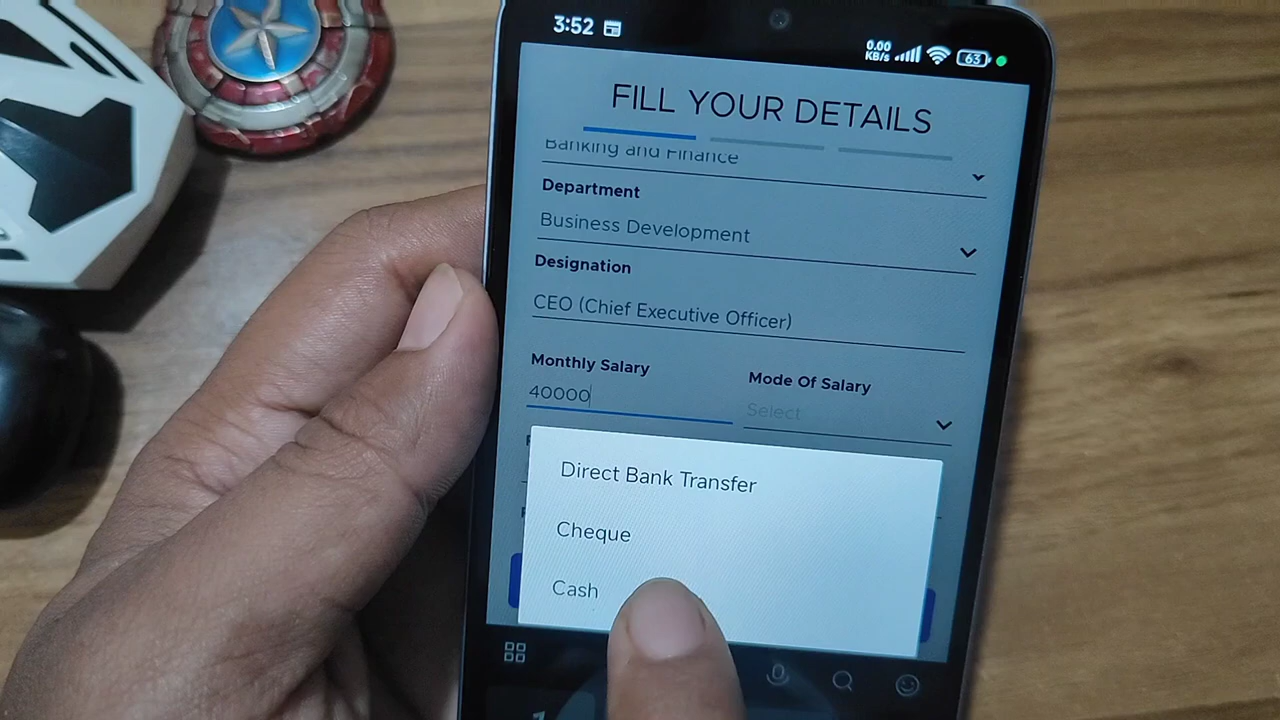 3:52
0.00
KB/s
63
FILL YOUR DETAILS
Banking and Finance
Department
Business Development
Designation
CEO (Chief Executive Officer)
Monthly Salary
Mode Of Salary
40000
Select
Direct Bank Transfer
Cheque
Cash